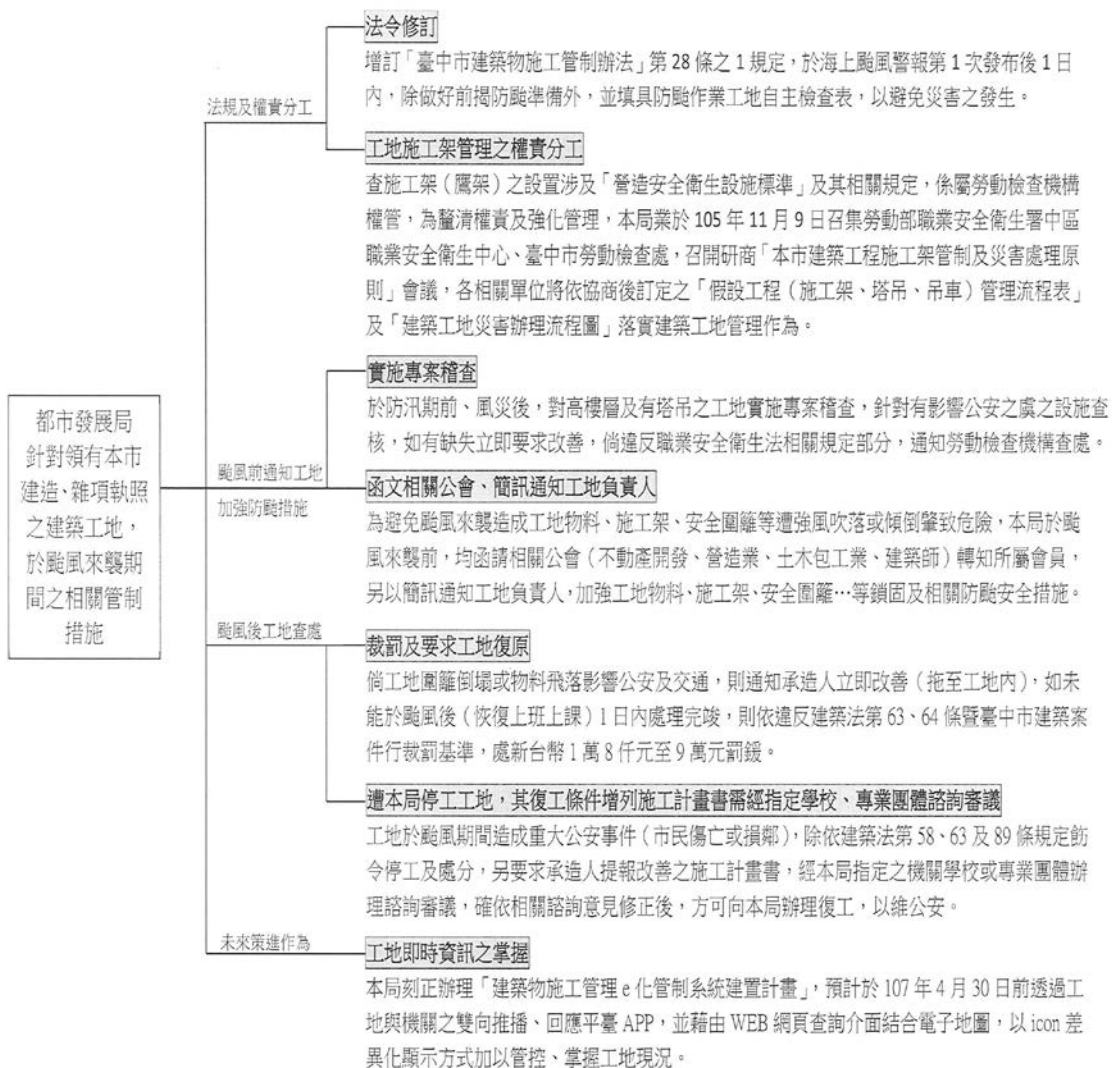 法令修訂
增訂「臺中市建築物施工管制辦法」第 28 條之 1 規定，於海上颱風警報第 1 次發布後 1 日
內，除做好前揭防颱準備外，並填具防颱作業工地自主檢查表，以避免災害之發生。
法規及權責分工
工地施工架管理之權責分工
查施工架（鷹架）之設置涉及「營造安全衛生設施標準」及其相關規定，係屬勞動檢查機構
權管，為釐清權責及強化管理，本局業於 105 年 11 月 9 日召集勞動部職業安全衛生署中區
職業安全衛生中心、臺中市勞動檢查處，召開研商「本市建築工程施工架管制及災害處理原
則」會議，各相關單位將依協商後訂定之「假設工程（施工架、塔吊、吊車）管理流程表」
及「建築工地災害辦理流程圖」落實建築工地管理作為。
都市發展局
針對領有本市
建造、雜項執照
之建築工地，
於颱風來襲期
間之相關管制
措施
颱風前通知工地
加強防颱措施
實施專案稽查
於防汛期前、風災後，對高樓層及有塔吊之工地實施專案稽查，針對有影響公安之虞之設施查
核，如有缺失立即要求改善，倘違反職業安全衛生法相關規定部分，通知勞動檢查機構查處。
函文相關公會、簡訊通知工地負責人
為避免颱風來襲造成工地物料、施工架、安全圍籬等遭強風吹落或傾倒肇致危險，本局於颱
風來襲前，均函請相關公會（不動產開發、營造業、土木包工業、建築師）轉知所屬會員，
另以簡訊通知工地負責人，加強工地物料、施工架、安全圍籬…等鎖固及相關防颱安全措施。
颱風後工地查處
裁罰及要求工地復原
倘工地圍籬倒塌或物料飛落影響公安及交通，則通知承造人立即改善（拖至工地內），如未
能於颱風後（恢復上班上課）1 日內處理完竣，則依違反建築法第 63、64 條暨臺中市建築案
件行裁罰基準，處新台幣 1 萬 8 仟元至 9 萬元罰鍰。
遭本局停工工地，其復工條件增列施工計畫書需經指定學校、專業團體諮詢審議
工地於颱風期間造成重大公安事件（市民傷亡或損鄰），除依建築法第 58、63 及 89 條規定飭
令停工及處分，另要求承造人提報改善之施工計畫書，經本局指定之機關學校或專業團體辦
理諮詢審議，確依相關諮詢意見修正後，方可向本局辦理復工，以維公安。
未來策進作為
工地即時資訊之掌握
本局刻正辦理「建築物施工管理 e 化管制系統建置計畫」，預計於 107 年 4 月 30 日前透過工
地與機關之雙向推播、回應平臺 APP，並藉由 WEB 網頁查詢介面結合電子地圖，以 icon 差
異化顯示方式加以管控、掌握工地現況。